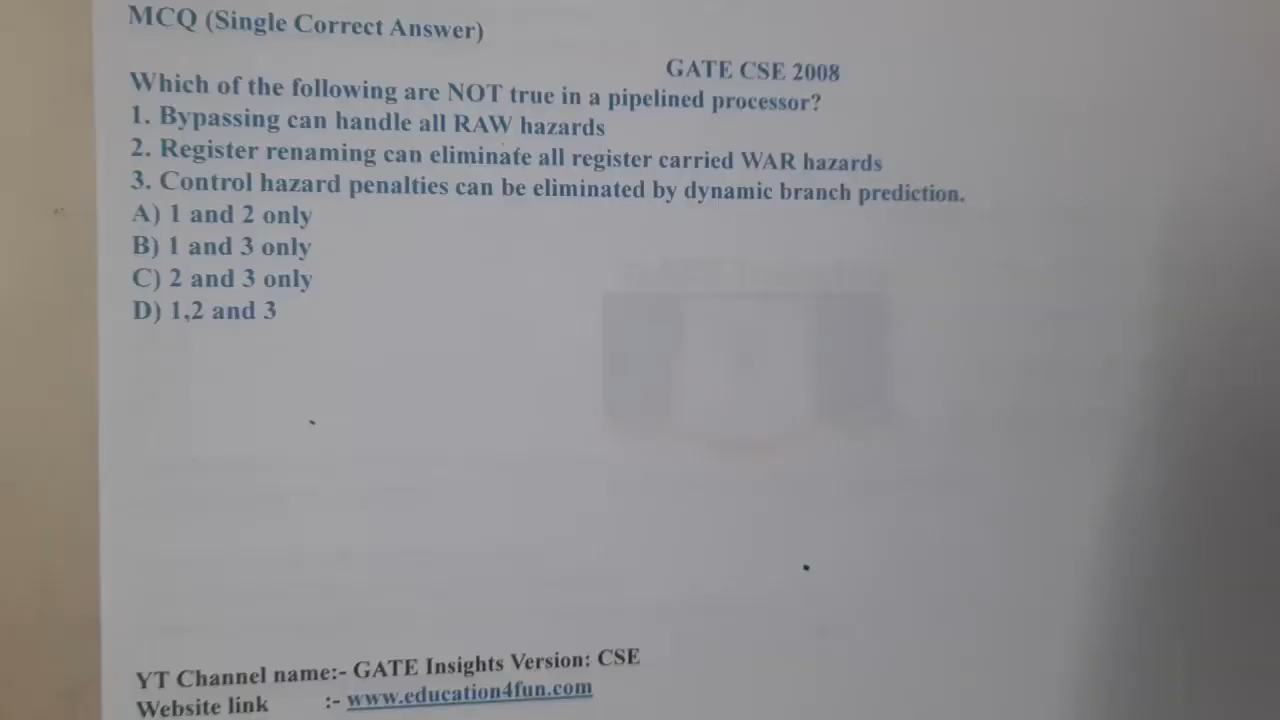 MCQ (Single Correct Answer)
GATE CSE 2008
Which of the following are NOT true in a pipelined processor?
1. Bypassing can handle all RAW hazards
2. Register renaming can eliminate all register carried WAR hazards
3. Control hazard penalties can be eliminated by dynamic branch prediction.
A) 1 and 2 only
B) 1 and 3 only
C) 2 and 3 only
D) 1,2 and 3
YT Channel name:- GATE Insights Version: CSE
Website link :- www.education4fun.com